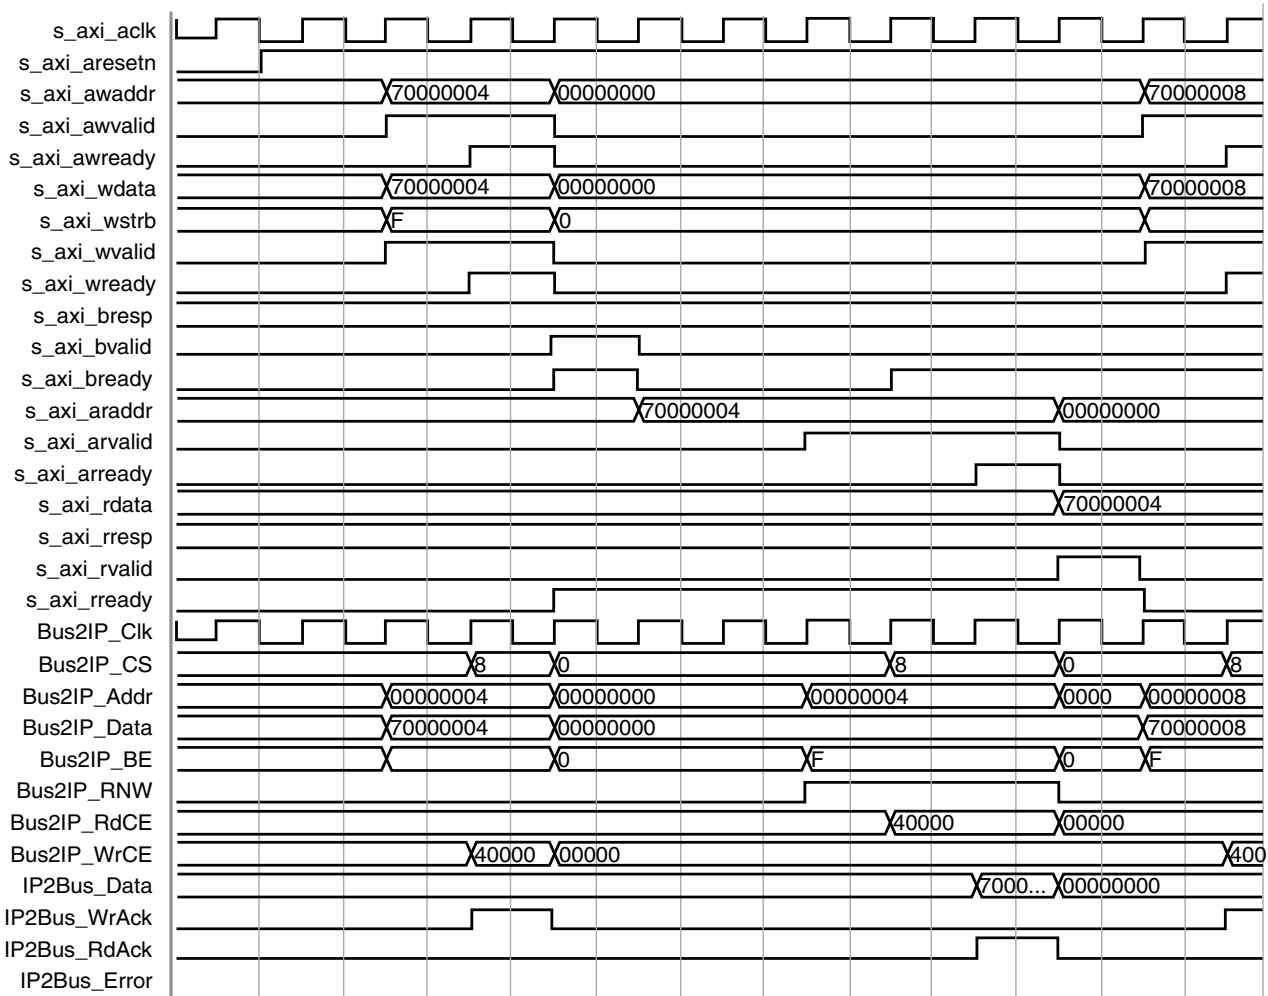 s_axi_aclk
s_axi_aresetn
s_axi_awaddr 70000004 00000000 70000008
s_axi_awvalid
s_axi_awready
s_axi_wdata 70000004 00000000 70000008
s_axi_wstrb F 0
s_axi_wvalid
s_axi_wready
s_axi_bresp
s_axi_bvalid
s_axi_bready
s_axi_araddr 70000004 00000000
s_axi_arvalid
s_axi_arready
s_axi_rdata 70000004
s_axi_rresp
s_axi_rvalid
s_axi_rready
Bus2IP_Clk
Bus2IP_CS 8 0 8 0 8
Bus2IP_Addr 00000004 00000000 00000004 0000 00000008
Bus2IP_Data 70000004 00000000 70000008
Bus2IP_BE 0 F 0 F
Bus2IP_RNW
Bus2IP_RdCE 40000 00000
Bus2IP_WrCE 40000 00000 400
IP2Bus_Data 7000... 00000000
IP2Bus_WrAck
IP2Bus_RdAck
IP2Bus_Error